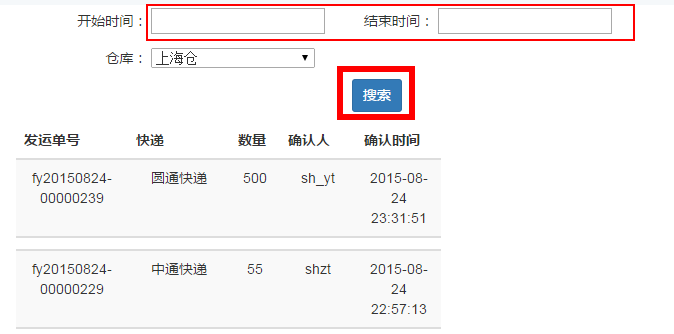 开始时间： 结束时间：
仓库： 上海仓
搜索
发运单号 快递 数量 确认人 确认时间
fy20150824- 圆通快递 500 sh_yt 2015-08-
00000239 24
23:31:51
fy20150824- 中通快递 55 shzt 2015-08-
00000229 24
22:57:13